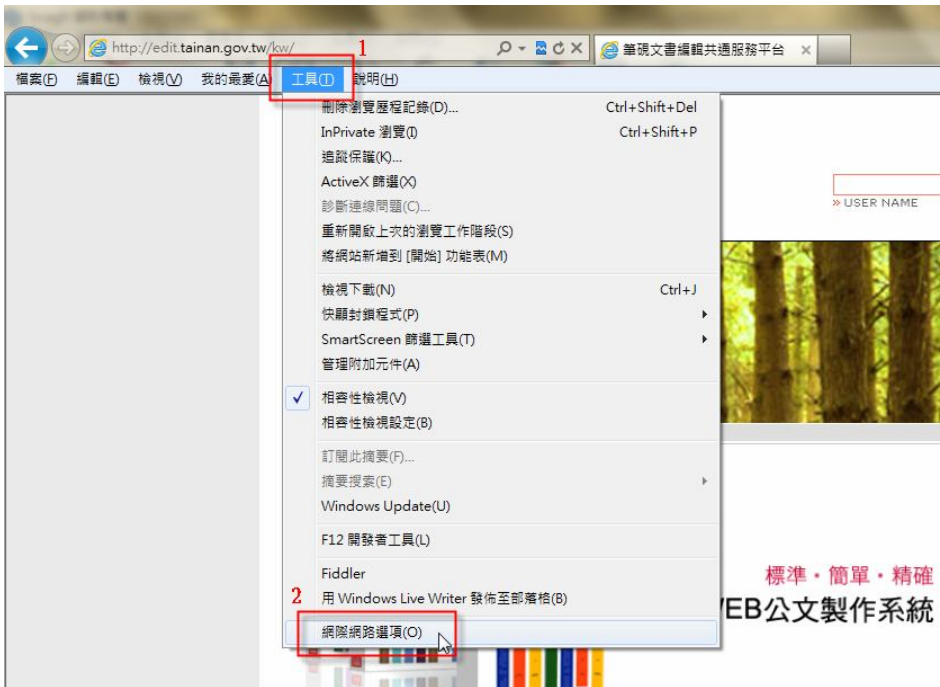 http://edit.tainan.gov.tw/kw/
筆硯文書編輯共通服務平台
1
檔案(F) 編輯(E) 檢視(V) 我的最愛(A) 工具(T) 說明(H)
刪除瀏覽歷程記錄(D)... Ctrl+Shift+Del
InPrivate 瀏覽(I) Ctrl+Shift+P
追蹤保護(K)...
ActiveX 篩選(X)
診斷連線問題(C)...
重新開啟上次的瀏覽工作階段(S)
將網站新增到 [開始] 功能表(M)
» USER NAME
檢視下載(N) Ctrl+J
快顯封鎖程式(P)
SmartScreen 篩選工具(T)
管理附加元件(A)
相容性檢視(V)
相容性檢視設定(B)
訂閱此摘要(F)...
摘要搜索(E)
Windows Update(U)
F12 開發者工具(L)
Fiddler
2
用 Windows Live Writer 發佈至部落格(B)
網際網路選項(O)
標準・簡單・精確
EB公文製作系統